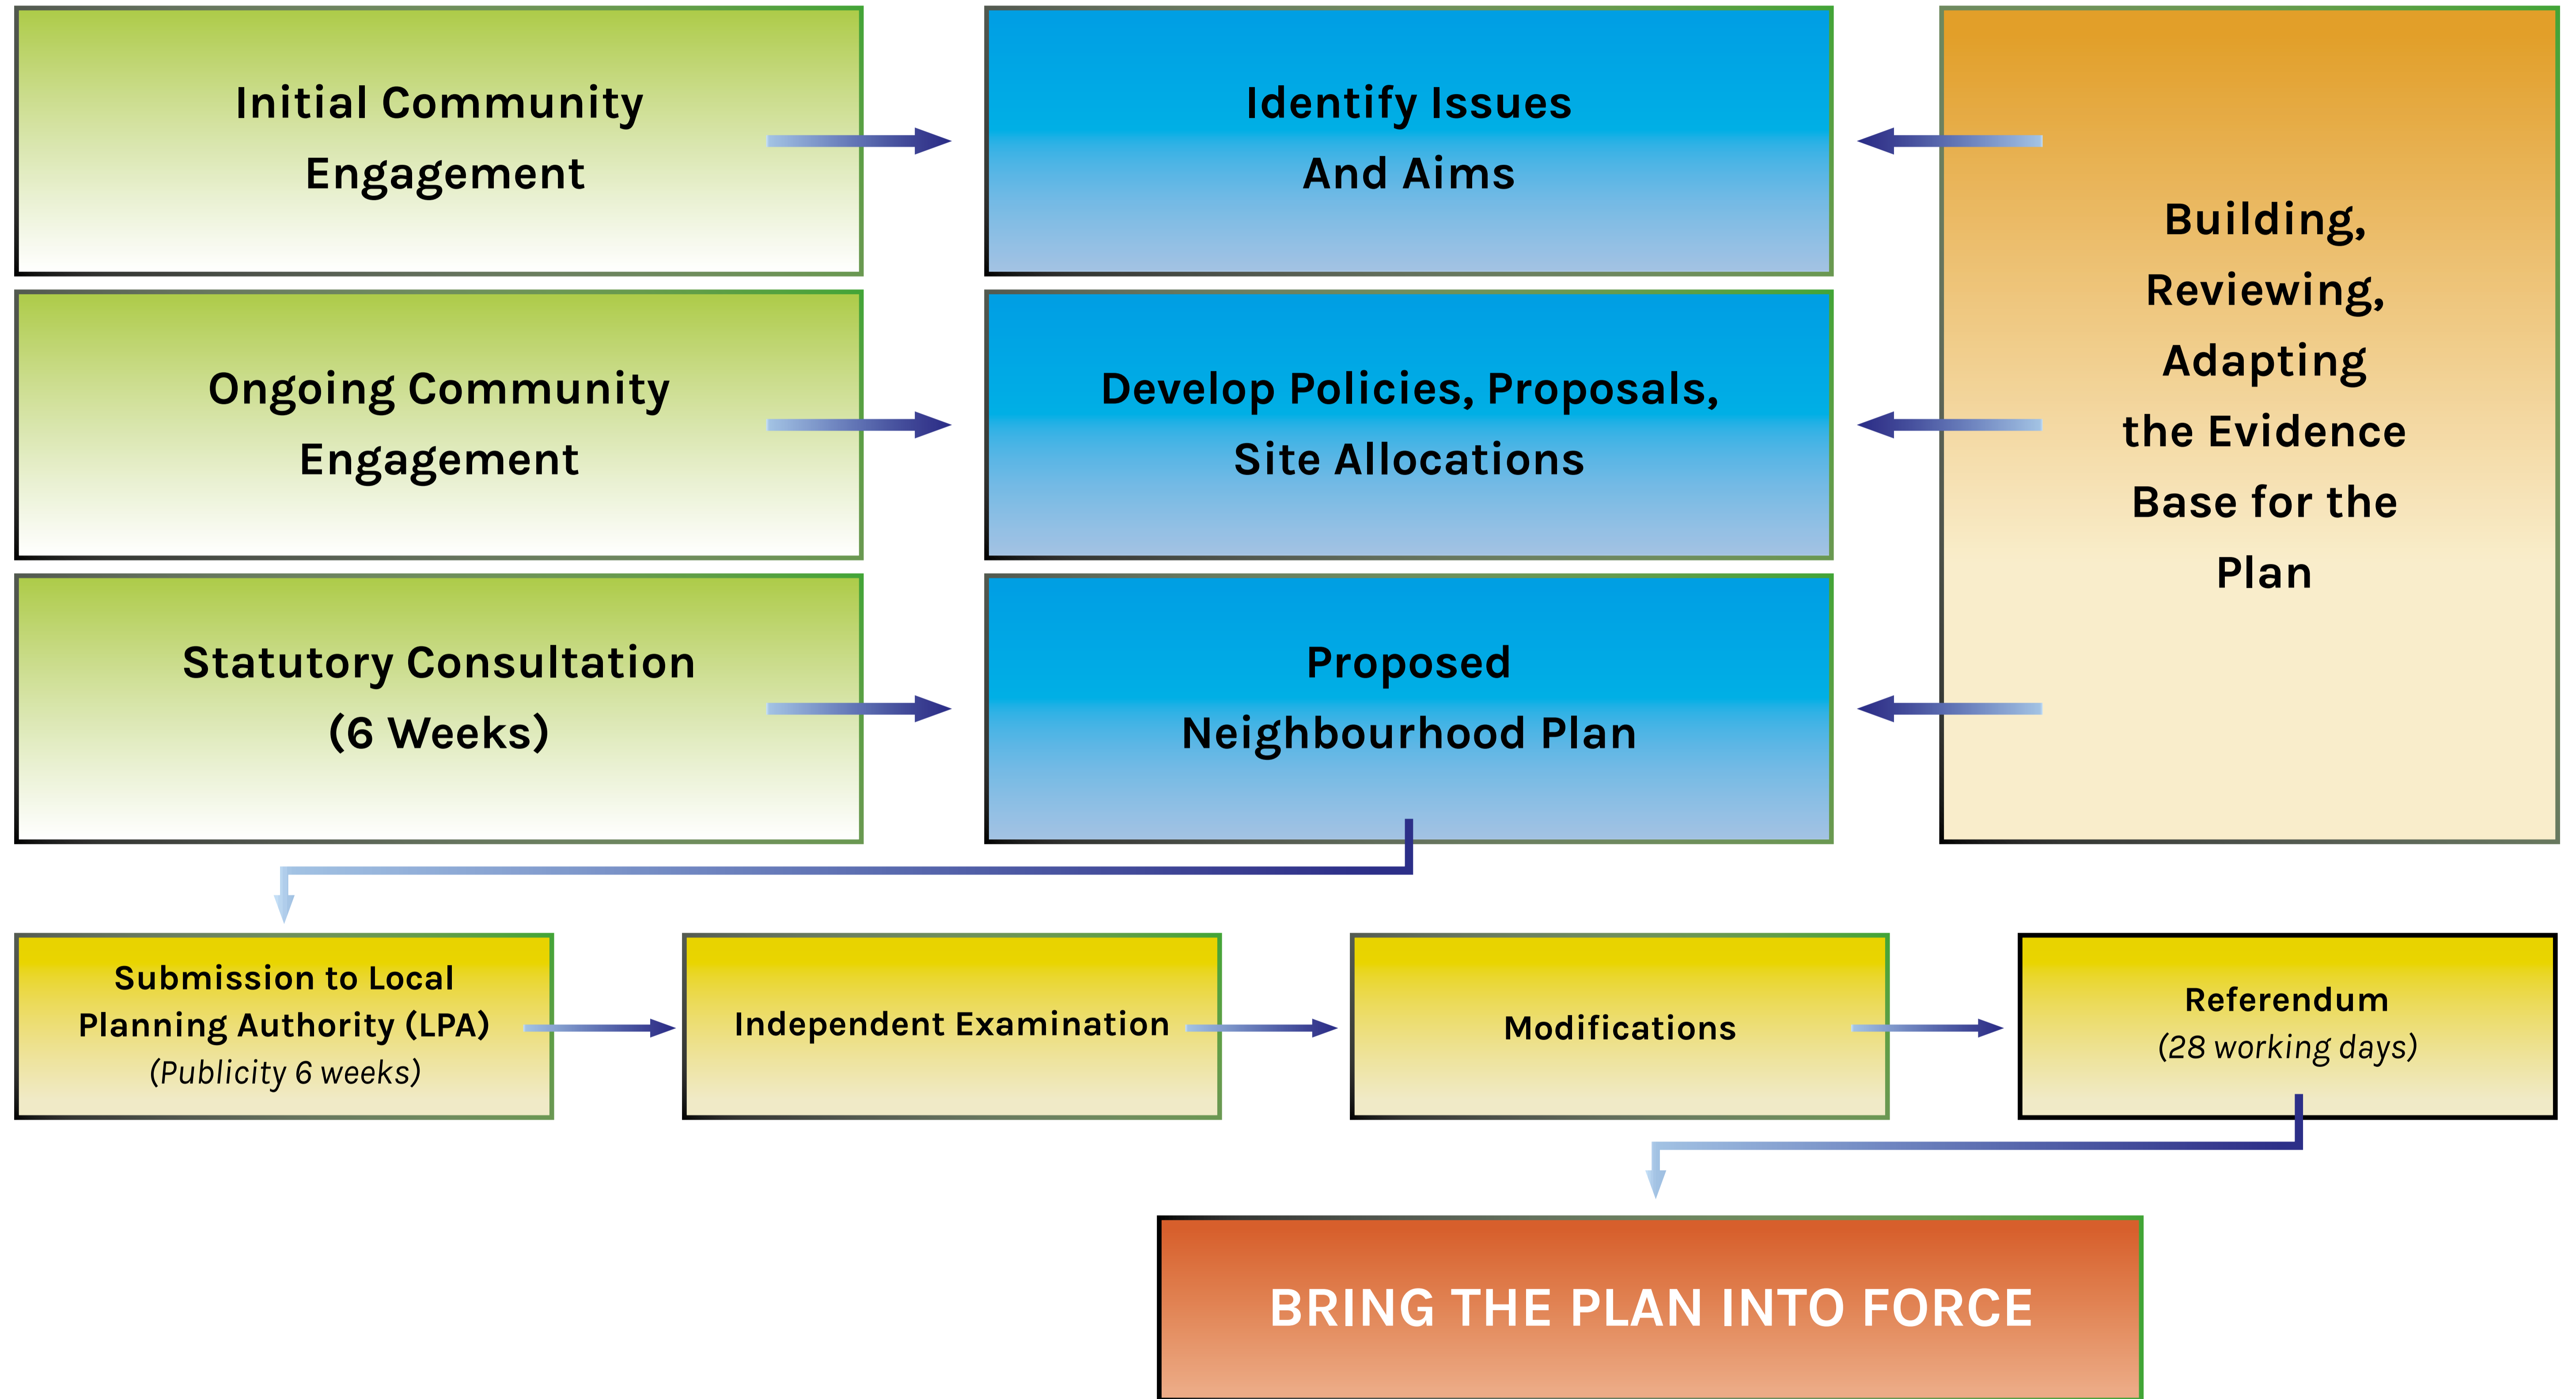 Initial Community
Engagement
Identify Issues
And Aims
Building,
Reviewing,
Adapting
the Evidence
Base for the
Plan
Ongoing Community
Engagement
Develop Policies, Proposals,
Site Allocations
Statutory Consultation
(6 Weeks)
Proposed
Neighbourhood Plan
Submission to Local
Planning Authority (LPA)
(Publicity 6 weeks)
Independent Examination
Modifications
Referendum
(28 working days)
BRING THE PLAN INTO FORCE